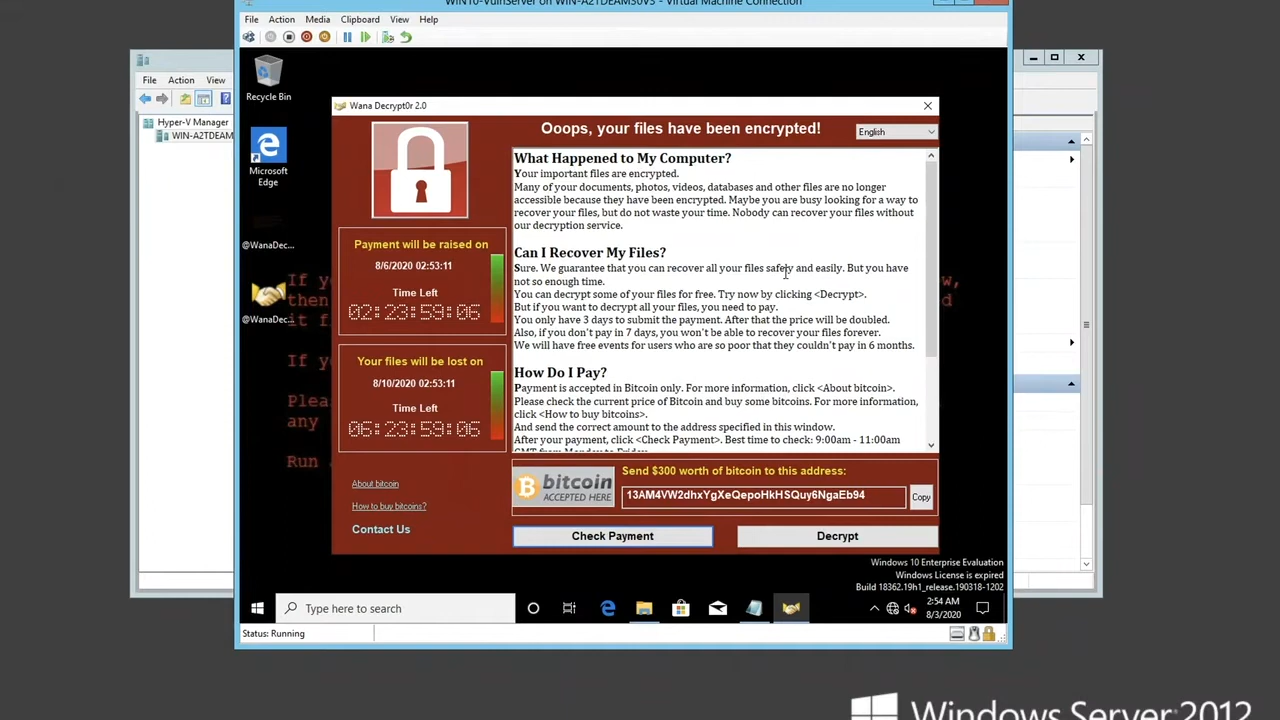 WIN10-VulnServer on WIN-A2TDEAMS0V3 - Virtual Machine Connection
File Action Media Clipboard View Help
File Action View
Hyper-V Manager
WIN-A2TDEAM
Recycle Bin
Microsoft
Edge
@WanaDec...
@WanaDec...
If y
then
it f
If y
Plea
any
Run
Wana Decrypt0r 2.0
Ooops, your files have been encrypted!
English
Payment will be raised on
8/6/2020 02:53:11
Time Left
02:23:59:06
Your files will be lost on
8/10/2020 02:53:11
Time Left
06:23:59:06
About bitcoin
How to buy bitcoins?
Contact Us
What Happened to My Computer?
Your important files are encrypted.
Many of your documents, photos, videos, databases and other files are no longer
accessible because they have been encrypted. Maybe you are busy looking for a way to
recover your files, but do not waste your time. Nobody can recover your files without
our decryption service.
Can I Recover My Files?
Sure. We guarantee that you can recover all your files safely and easily. But you have
not so enough time.
You can decrypt some of your files for free. Try now by clicking <Decrypt>.
But if you want to decrypt all your files, you need to pay.
You only have 3 days to submit the payment. After that the price will be doubled.
Also, if you don't pay in 7 days, you won't be able to recover your files forever.
We will have free events for users who are so poor that they couldn't pay in 6 months.
How Do I Pay?
Payment is accepted in Bitcoin only. For more information, click <About bitcoin>.
Please check the current price of Bitcoin and buy some bitcoins. For more information,
click <How to buy bitcoins>.
And send the correct amount to the address specified in this window.
After your payment, click <Check Payment>. Best time to check: 9:00am - 11:00am
GMT from Monday to Friday.
bitcoin
ACCEPTED HERE
Send $300 worth of bitcoin to this address:
13AM4VW2dhxYgXeQepoHkHSQuy6NgaEb94
Copy
Check Payment
Decrypt
Windows 10 Enterprise Evaluation
Windows License is expired
Build 18362.19h1_release.190318-1202
Type here to search
2:54 AM
8/3/2020
Status: Running
Windows Server 2012